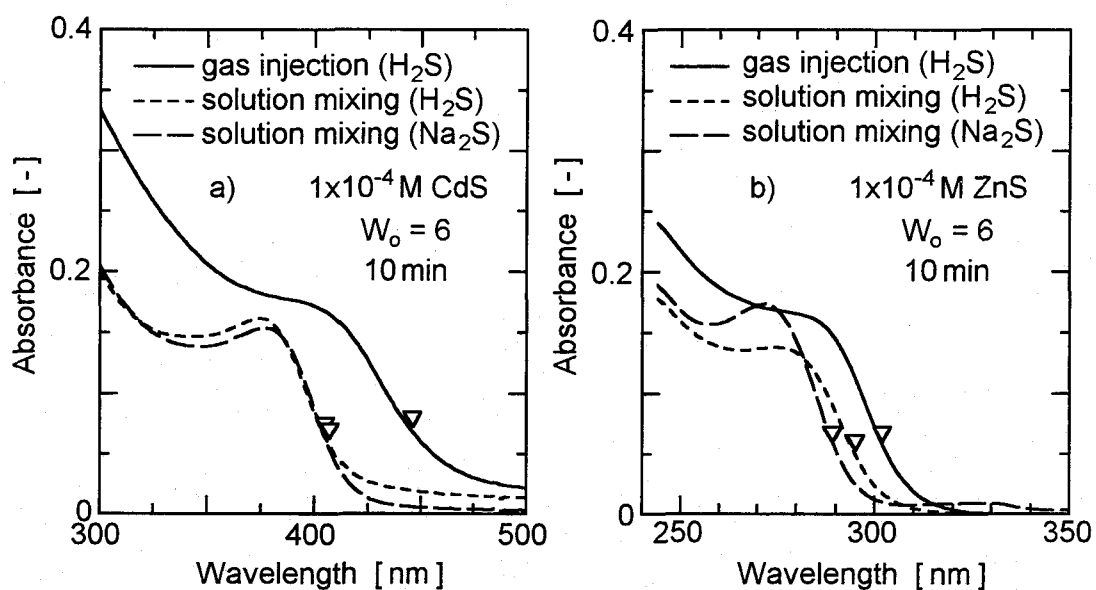 0.4
gas injection (H₂S)
solution mixing (H₂S)
solution mixing (Na₂S)
a) 1x10⁻⁴ M CdS
Wₒ = 6
10 min
0.2
0
Absorbance [ - ]
300 400 500
Wavelength [ nm ]
0.4
gas injection (H₂S)
solution mixing (H₂S)
solution mixing (Na₂S)
b) 1x10⁻⁴ M ZnS
Wₒ = 6
10 min
0.2
0
Absorbance [ - ]
250 300 350
Wavelength [ nm ]